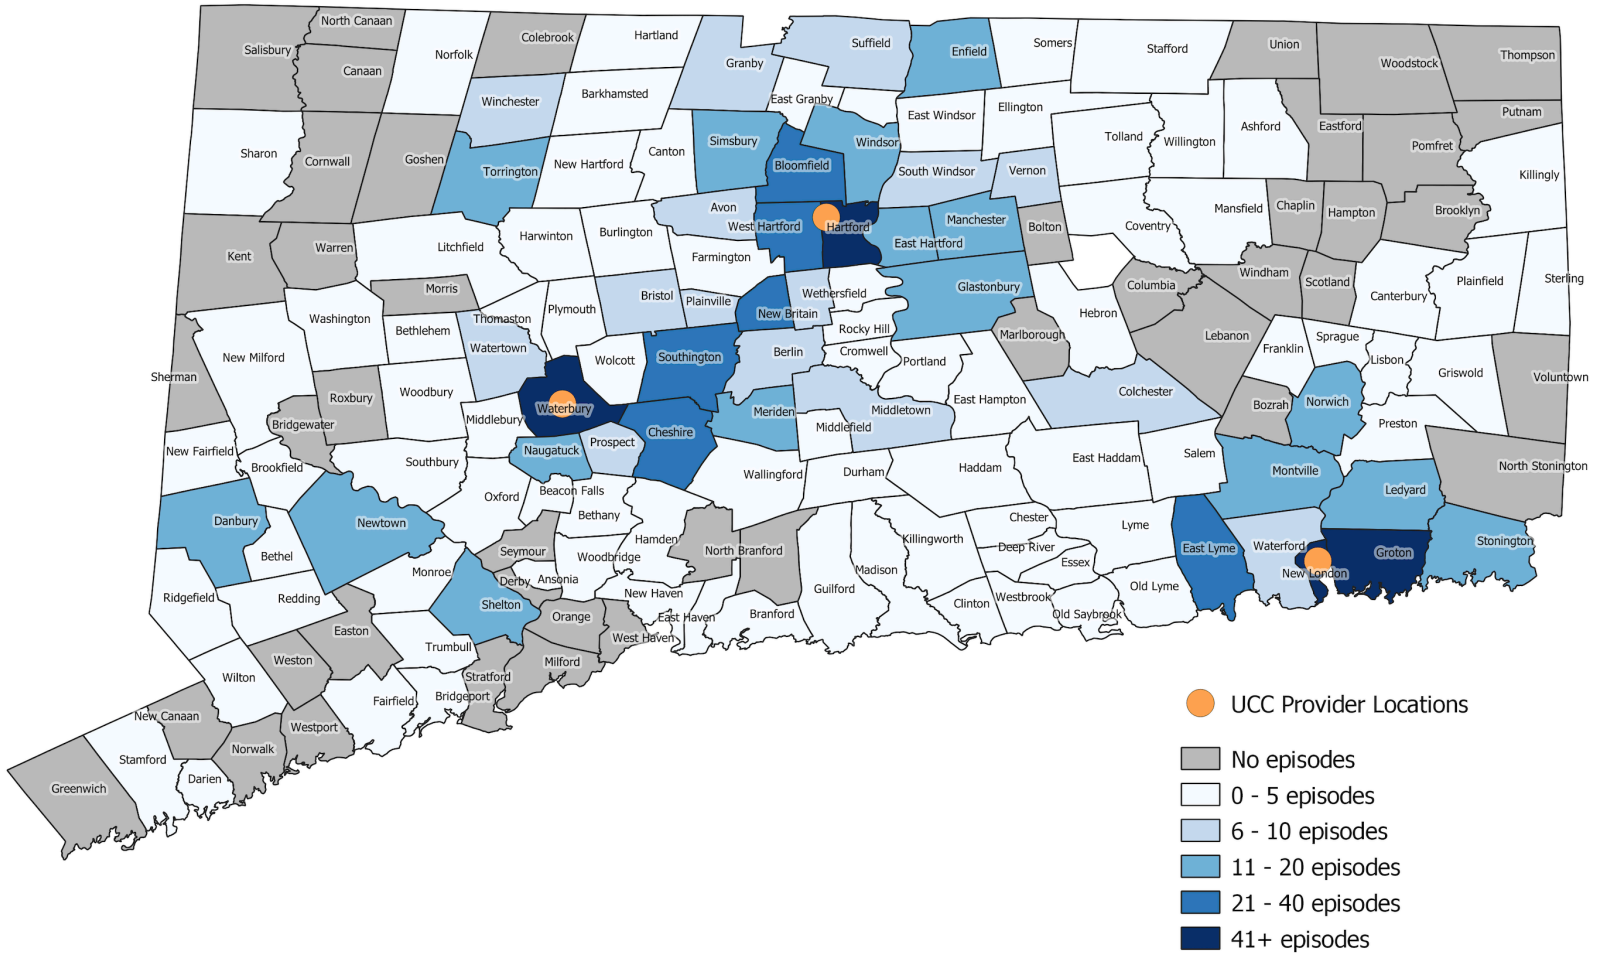 North Canaan
Salisbury
Canaan
Norfolk
Colebrook
Hartland
Granby
Suffield
Enfield
Somers
Stafford
Union
Woodstock
Thompson
Winchester
Barkhamsted
East Granby
East Windsor
Ellington
Putnam
Sharon
Cornwall
Goshen
Torrington
New Hartford
Canton
Simsbury
Bloomfield
Windsor
South Windsor
Vernon
Tolland
Willington
Ashford
Eastford
Pomfret
Killingly
Kent
Warren
Litchfield
Harwinton
Burlington
Avon
West Hartford
Hartford
Farmington
East Hartford
Manchester
Bolton
Coventry
Mansfield
Chaplin
Hampton
Brooklyn
Morris
Washington
Bethlehem
Thomaston
Watertown
Plymouth
Bristol
Plainville
New Britain
Wethersfield
Rocky Hill
Glastonbury
Hebron
Columbia
Windham
Scotland
Canterbury
Plainfield
Sterling
Sherman
New Milford
Roxbury
Woodbury
Wolcott
Southington
Berlin
Cromwell
Portland
Marlborough
Lebanon
Franklin
Sprague
Lisbon
Griswold
Voluntown
Bridgewater
Middlebury
Waterbury
Cheshire
Meriden
Middletown
Middlefield
East Hampton
Colchester
Bozrah
Norwich
Preston
New Fairfield
Brookfield
Southbury
Naugatuck
Prospect
Wallingford
Durham
Haddam
East Haddam
Salem
Montville
Ledyard
North Stonington
Danbury
Newtown
Oxford
Beacon Falls
Bethany
Hamden
North Branford
Killingworth
Chester
Deep River
Essex
Lyme
East Lyme
Waterford
New London
Groton
Stonington
Bethel
Seymour
Woodbridge
Monroe
Derby
Ansonia
New Haven
East Haven
Branford
Guilford
Madison
Clinton
Westbrook
Old Saybrook
Old Lyme
Ridgefield
Redding
Easton
Shelton
Orange
West Haven
Milford
Trumbull
Stratford
Bridgeport
Fairfield
Weston
Wilton
New Canaan
Norwalk
Westport
Stamford
Darien
Greenwich
UCC Provider Locations
No episodes
0 - 5 episodes
6 - 10 episodes
11 - 20 episodes
21 - 40 episodes
41+ episodes